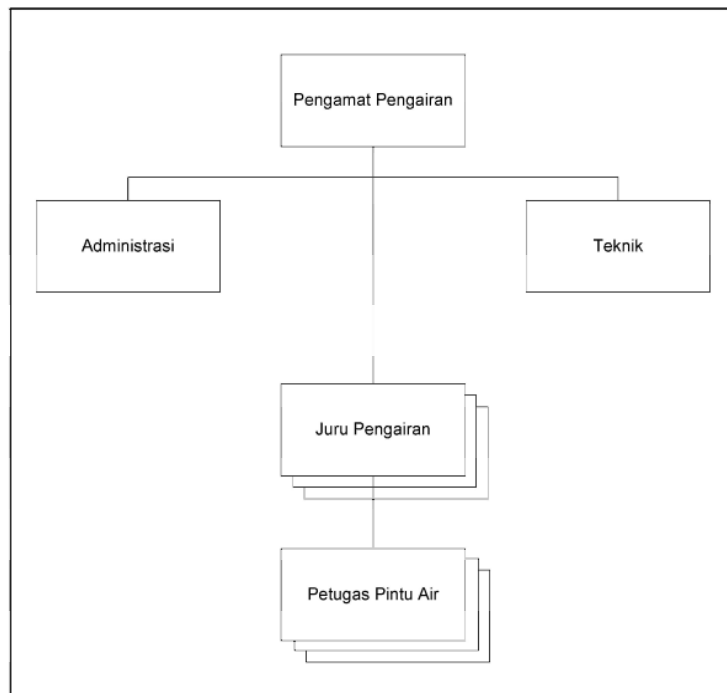 Pengamat Pengairan
Administrasi
Teknik
Juru Pengairan
Petugas Pintu Air